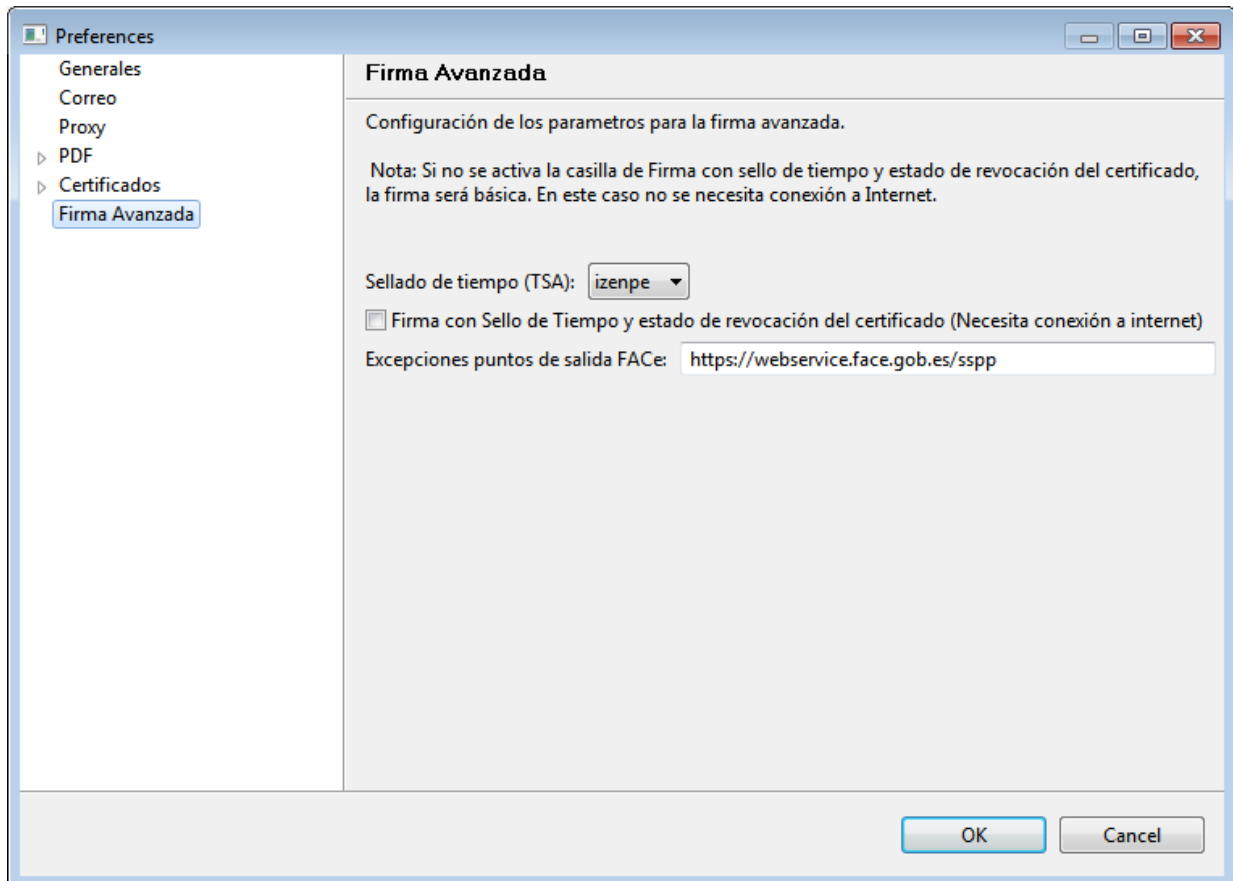 Preferences
Generales
Correo
Proxy
PDF
Certificados
Firma Avanzada
Firma Avanzada
Configuración de los parametros para la firma avanzada.
Nota: Si no se activa la casilla de Firma con sello de tiempo y estado de revocación del certificado,
la firma será básica. En este caso no se necesita conexión a Internet.
Sellado de tiempo (TSA): izenpe
Firma con Sello de Tiempo y estado de revocación del certificado (Necesita conexión a internet)
Excepciones puntos de salida FACe: https://webservice.face.gob.es/sspp
OK Cancel